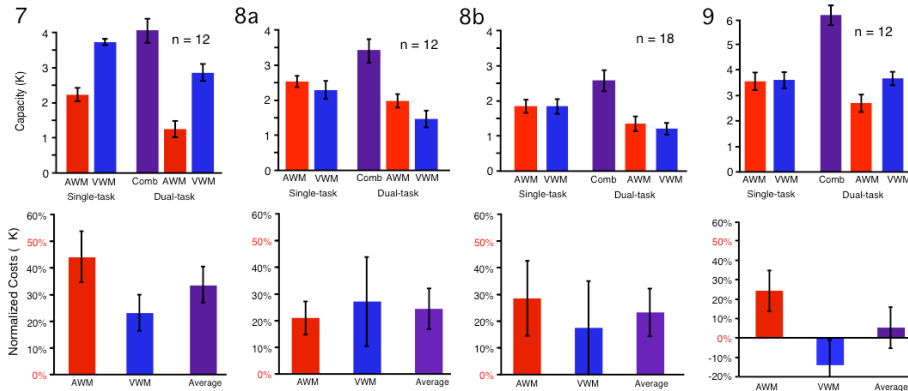 7
8a
8b
9
Capacity (K)
4
3
2
1
0
n = 12
AWM VWM Comb AWM VWM
Single-task Dual-task
4
3
2
1
0
n = 12
AWM VWM Comb AWM VWM
Single-task Dual-task
4
3
2
1
0
n = 18
AWM VWM Comb AWM VWM
Single-task Dual-task
6
5
4
3
2
1
0
n = 12
AWM VWM Comb AWM VWM
Single-task Dual-task
Normalized Costs ( K)
60%
50%
40%
30%
20%
10%
0%
AWM VWM Average
60%
50%
40%
30%
20%
10%
0%
AWM VWM Average
60%
50%
40%
30%
20%
10%
0%
AWM VWM Average
60%
50%
40%
30%
20%
10%
0%
-10%
-20%
AWM VWM Average